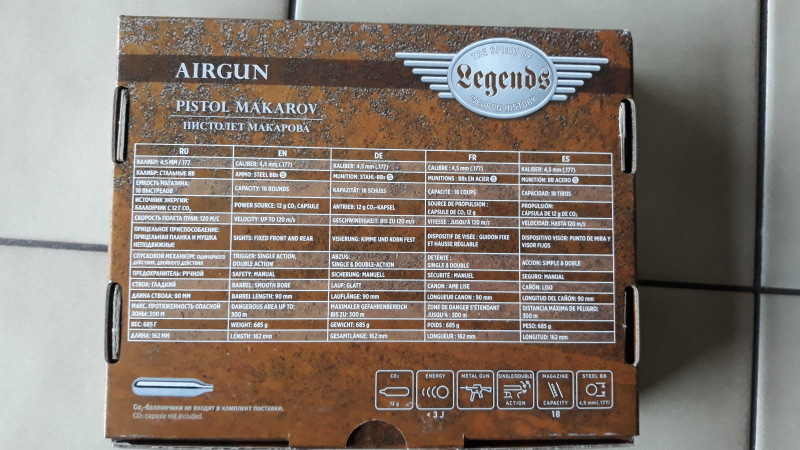 AIRGUN
THE SPIRIT OF
Legends
WEAPON HISTORY
PISTOL MAKAROV
ПИСТОЛЕТ МАКАРОВА
RU EN DE FR ES
КАЛИБР: 4,5 ММ / .177 CALIBER: 4,5 mm (.177) KALIBER: 4,5 mm (.177) CALIBRE : 4,5 mm (.177) KALIBER: 4,5 mm (.177)
КАЛИБР: СТАЛЬНЫЕ BB AMMO: STEEL BBs S MUNITION: STAHL-BBs S MUNITIONS : BBs EN ACIER S MUNITIÓN: BB ACERO S
ЕМКОСТЬ МАГАЗИНА:
18 ВЫСТРЕЛОВ CAPACITY: 18 ROUNDS KAPAZITÄT: 18 SCHUSS CAPACITÉ : 18 COUPS CAPACIDAD: 18 TIROS
ИСТОЧНИК ЭНЕРГИИ:
БАЛЛОНЧИК С 12 Г CO₂ POWER SOURCE: 12 g CO₂ CAPSULE ANTRIEB: 12 g CO₂-KAPSEL SOURCE DE PROPULSION :
CAPSULE DE CO₂ 12 g PROPULSIÓN:
CÁPSULA DE 12 g DE CO₂
СКОРОСТЬ ПОЛЕТА ПУЛИ: 120 М/С VELOCITY: UP TO 120 m/s GESCHWINDIGKEIT: BIS ZU 120 m/s VITESSE : JUSQU'À 120 m/s VELOCIDAD: HASTA 120 m/s
ПРИЦЕЛЬНОЕ ПРИСПОСОБЛЕНИЕ:
ПРИЦЕЛЬНАЯ ПЛАНКА И МУШКА
НЕПОДВИЖНЫЕ SIGHTS: FIXED FRONT AND REAR VISIERUNG: KIMME UND KORN FEST DISPOSITIF DE VISÉE : GUIDON FIXE
ET HAUSSE RÉGLABLE DISPOSITIVO VISOR: PUNTO DE MIRA Y
VISOR FIJOS
СПУСКОВОЙ МЕХАНИЗМ: ОДИНАРНОГО
ДЕЙСТВИЯ, ДВОЙНОГО ДЕЙСТВИЯ TRIGGER: SINGLE ACTION,
DOUBLE ACTION ABZUG:
SINGLE & DOUBLE-ACTION DÉTENTE :
SINGLE & DOUBLE ACCION: SIMPLE & DOBLE
ПРЕДОХРАНИТЕЛЬ: РУЧНОЙ SAFETY: MANUAL SICHERUNG: MANUELL SÉCURITÉ : MANUEL SEGURO: MANUAL
СТВОЛ: ГЛАДКИЙ BARREL: SMOOTH BOBE LAUF: GLATT CANON : AME LISE CAÑÓN: LISO
ДЛИНА СТВОЛА: 90 ММ BARREL LENGTH: 90 mm LAUFLÄNGE: 90 mm LONGUEUR CANON : 90 mm LONGITUD DEL CAÑÓN: 90 mm
МАКС. ПРОТЯЖЕННОСТЬ ОПАСНОЙ
ЗОНЫ: 300 М DANGEROUS AREA UP TO:
300 m MAXIMALER GEFAHRENBEREICH
BIS ZU: 300 m ZONE DE DANGER S'ÉTENDANT
JUSQU'À : 300 m DISTANCIA MÁXIMA DE PELIGRO:
300 m
ВЕС: 685 Г WEIGHT: 685 g GEWICHT: 685 g POIDS : 685 g PESO: 685 g
ДЛИНА: 162 ММ LENGTH: 162 mm GESAMTLÄNGE: 162 mm LONGUEUR : 162 mm LONGITUD: 162 mm
CO₂ ENERGY METAL GUN SINGLE/DOUBLE MAGAZINE STEEL BB
12 g ACTION CAPACITY 4,5 mm (.177)
< 3 J 18
Co₂-баллончики не входят в комплект поставки.
CO₂ capsule not included.